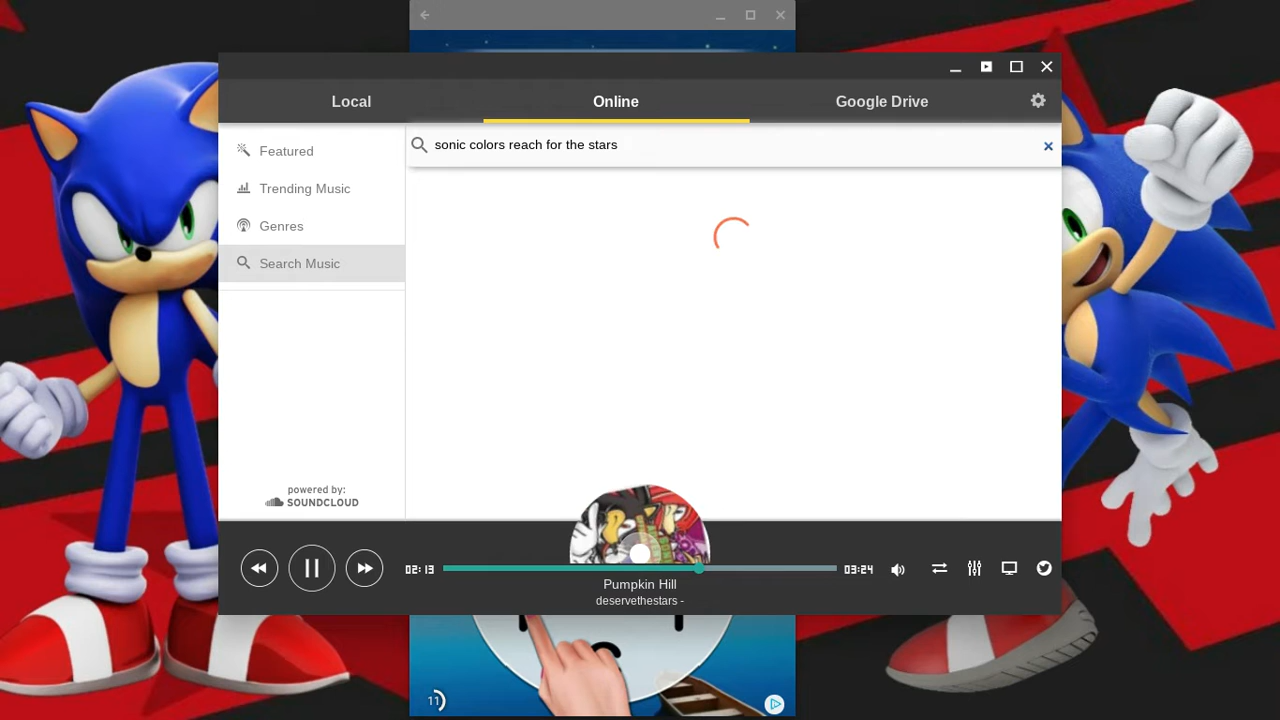 Local
Online
Google Drive
Featured
Trending Music
Genres
Search Music
sonic colors reach for the stars
powered by:
SOUNDCLOUD
02:13
03:24
Pumpkin Hill
deservethestars -
11